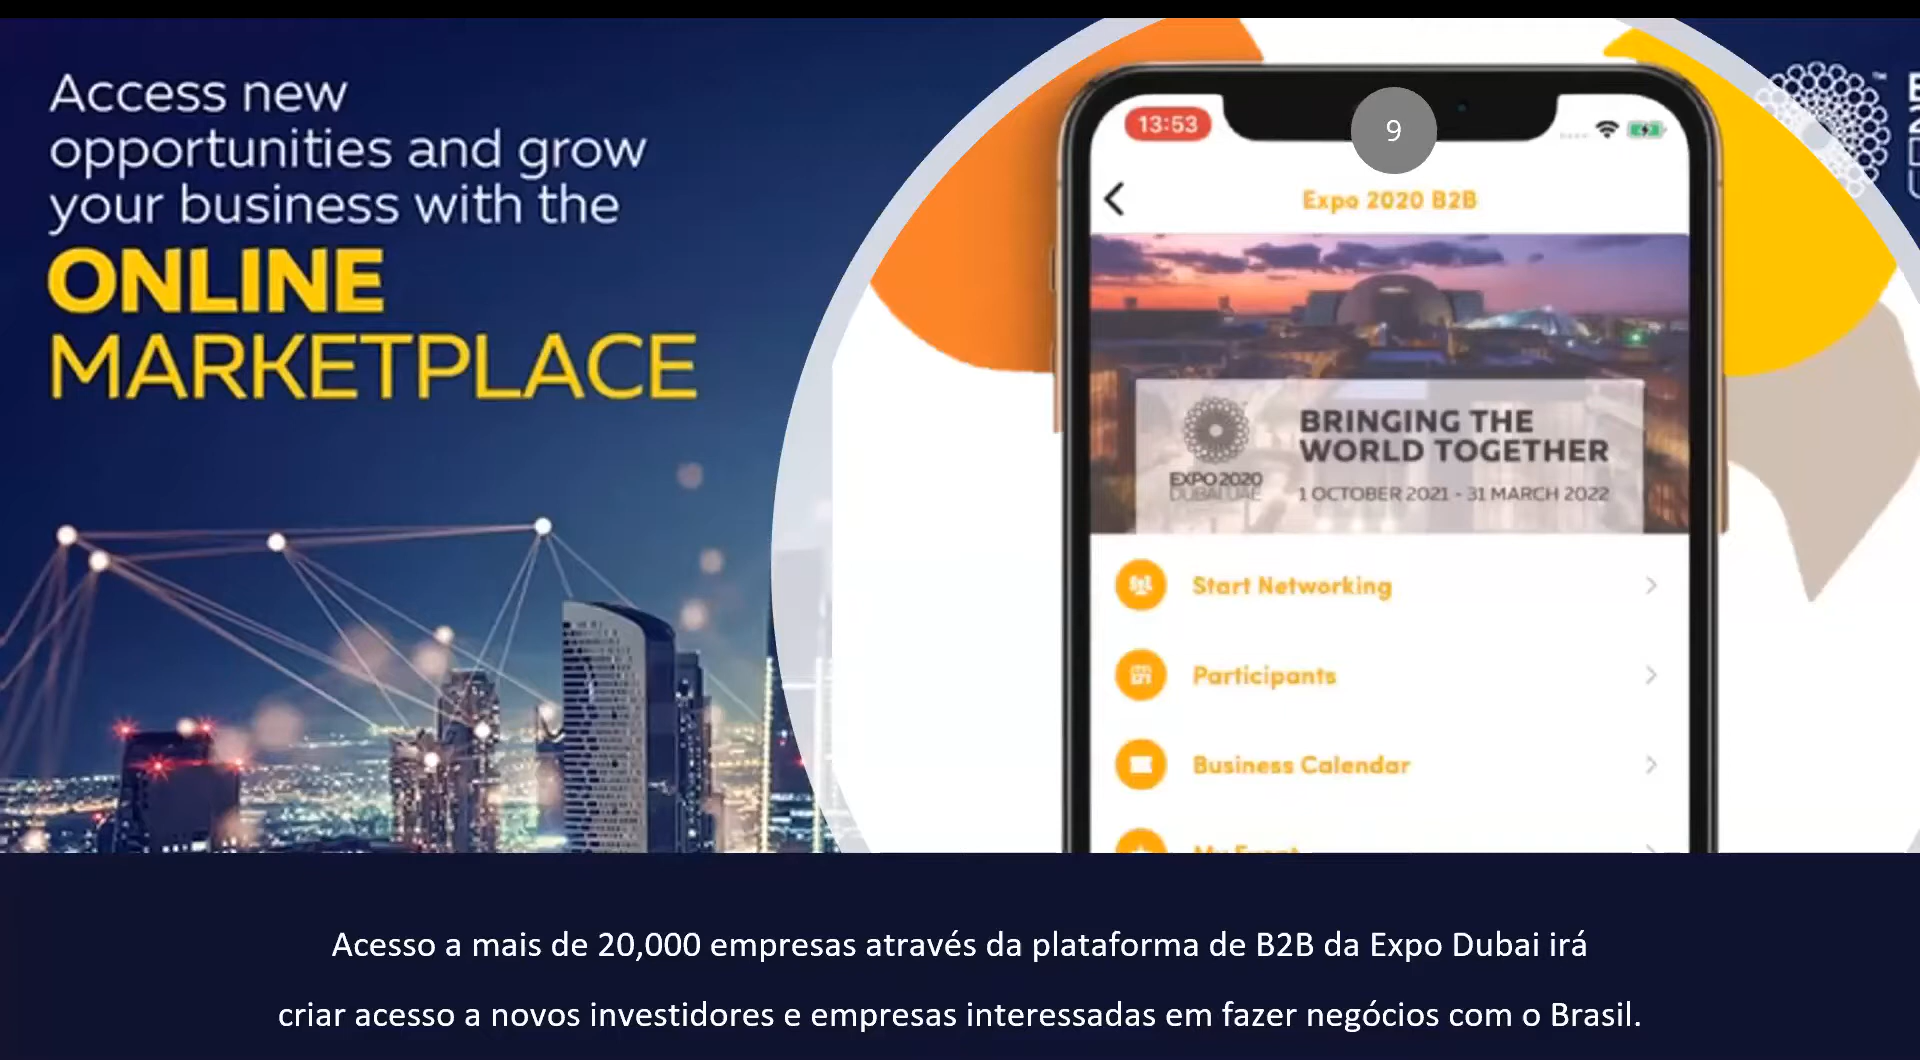 Access new
opportunities and grow
your business with the
ONLINE
MARKETPLACE
13:53
9
Expo 2020 B2B
BRINGING THE
WORLD TOGETHER
EXPO 2020
DUBAI UAE
1 OCTOBER 2021 - 31 MARCH 2022
Start Networking
Participants
Business Calendar
Acesso a mais de 20,000 empresas através da plataforma de B2B da Expo Dubai irá
criar acesso a novos investidores e empresas interessadas em fazer negócios com o Brasil.